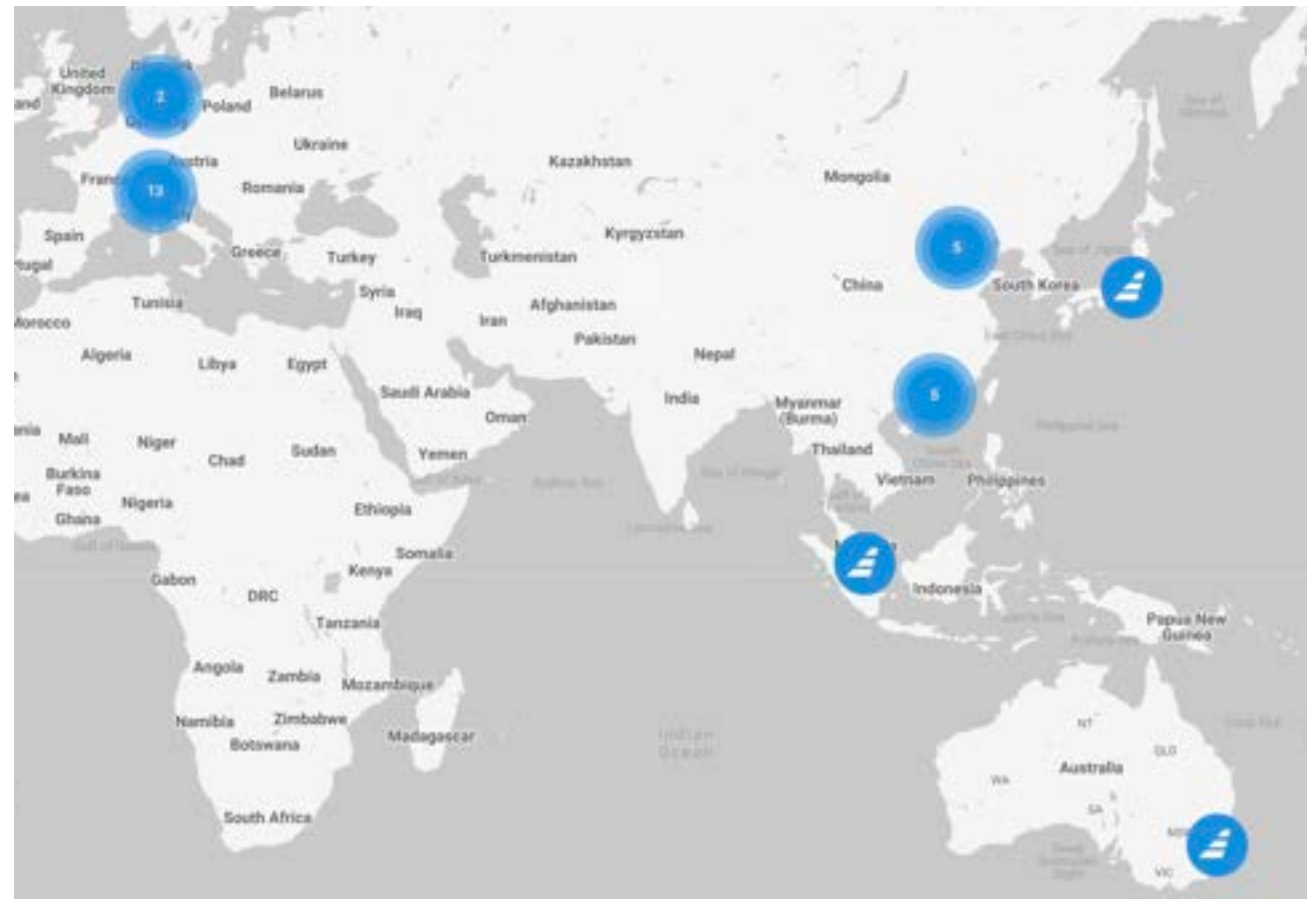 United
Kingdom
Poland
Belarus
2
Ukraine
Austria
13
Romania
Kazakhstan
Mongolia
Spain
Kyrgyzstan
5
Greece
Turkey
Turkmenistan
China
South Korea
Syria
Tunisia
Iraq
Iran
Afghanistan
Pakistan
Nepal
Algeria
Libya
Egypt
Saudi Arabia
India
5
Myanmar
(Burma)
Oman
Mali
Niger
Chad
Sudan
Yemen
Thailand
Burkina
Faso
Vietnam
Philippines
Nigeria
Ethiopia
Ghana
Somalia
Kenya
Gabon
DRC
Indonesia
Tanzania
Papua New
Guinea
Angola
Zambia
Mozambique
Namibia
Zimbabwe
Botswana
Madagascar
Indian
Ocean
NT
QLD
Australia
WA
SA
South Africa
VIC